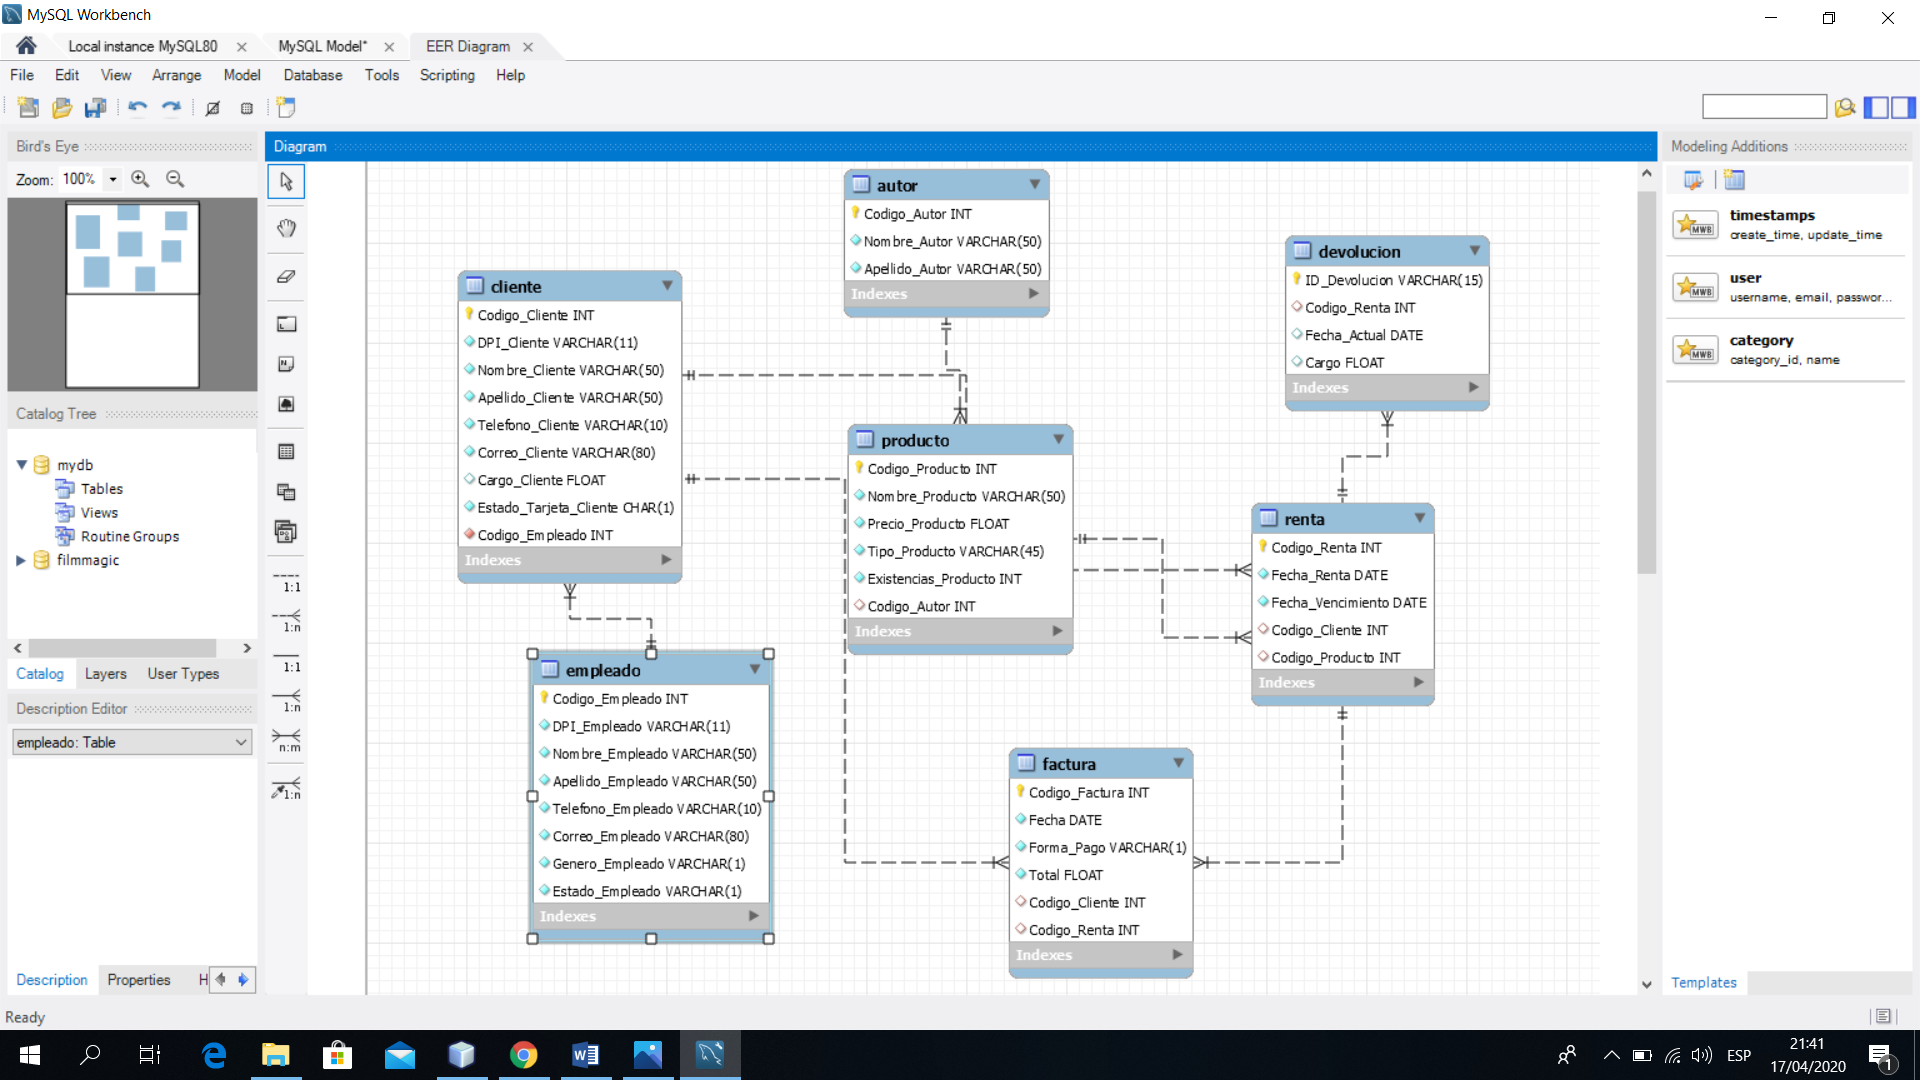 MySQL Workbench
Local instance MySQL80
MySQL Model*
EER Diagram
File Edit View Arrange Model Database Tools Scripting Help
Bird's Eye
Zoom: 100%
Catalog Tree
mydb
Tables
Views
Routine Groups
filmmagic
Catalog Layers User Types
Description Editor
empleado: Table
Description Properties H
Ready
1:1
1:n
1:1
1:n
n:m
1:n
Diagram
autor
Codigo_Autor INT
Nombre_Autor VARCHAR(50)
Apellido_Autor VARCHAR(50)
Indexes
cliente
Codigo_Cliente INT
DPI_Cliente VARCHAR(11)
Nombre_Cliente VARCHAR(50)
Apellido_Cliente VARCHAR(50)
Telefono_Cliente VARCHAR(10)
Correo_Cliente VARCHAR(80)
Cargo_Cliente FLOAT
Estado_Tarjeta_Cliente CHAR(1)
Codigo_Empleado INT
Indexes
devolucion
ID_Devolucion VARCHAR(15)
Codigo_Renta INT
Fecha_Actual DATE
Cargo FLOAT
Indexes
producto
Codigo_Producto INT
Nombre_Producto VARCHAR(50)
Precio_Producto FLOAT
Tipo_Producto VARCHAR(45)
Existencias_Producto INT
Codigo_Autor INT
Indexes
renta
Codigo_Renta INT
Fecha_Renta DATE
Fecha_Vencimiento DATE
Codigo_Cliente INT
Codigo_Producto INT
Indexes
empleado
Codigo_Empleado INT
DPI_Empleado VARCHAR(11)
Nombre_Empleado VARCHAR(50)
Apellido_Empleado VARCHAR(50)
Telefono_Empleado VARCHAR(10)
Correo_Empleado VARCHAR(80)
Genero_Empleado VARCHAR(1)
Estado_Empleado VARCHAR(1)
Indexes
factura
Codigo_Factura INT
Fecha DATE
Forma_Pago VARCHAR(1)
Total FLOAT
Codigo_Cliente INT
Codigo_Renta INT
Indexes
Modeling Additions
MWB
timestamps
create_time, update_time
MWB
user
username, email, passwor...
MWB
category
category_id, name
Templates
ESP
21:41
17/04/2020
1